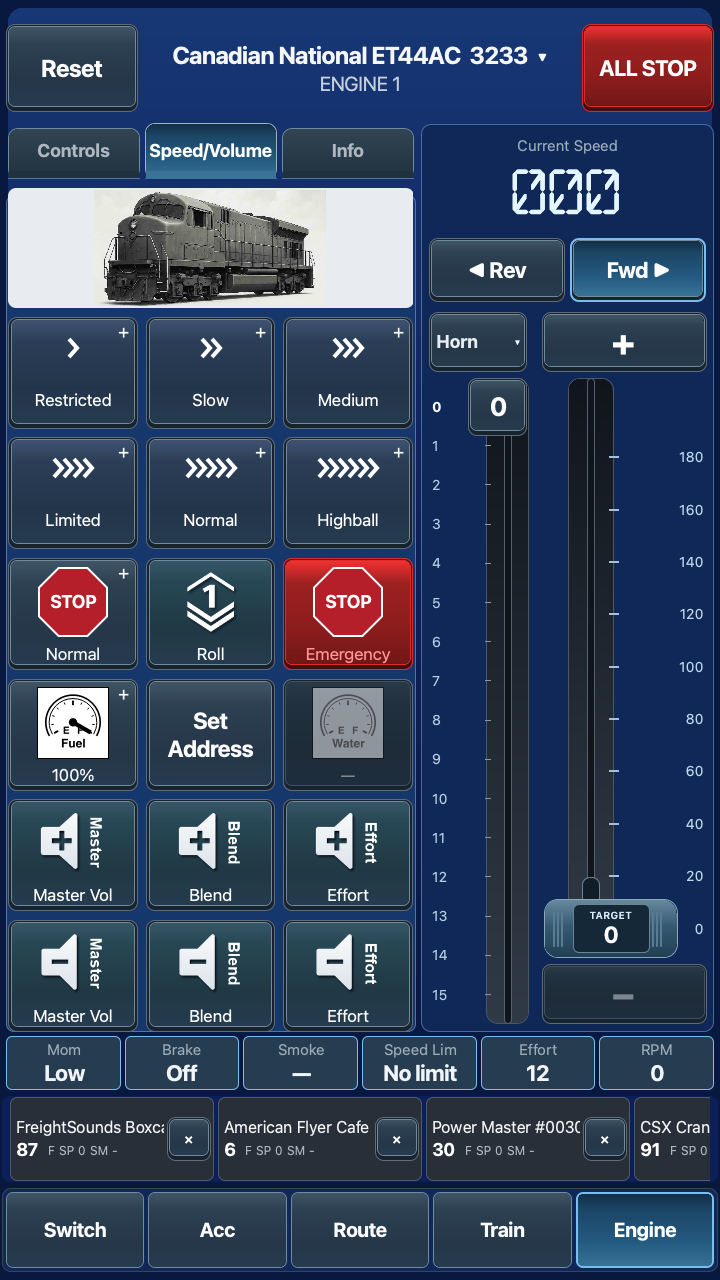 Reset
Canadian National ET44AC 3233 ▾
ENGINE 1
ALL STOP
Controls
Speed/Volume
Info
Current Speed
000
◀ Rev
Fwd ▶
Horn ▾
+
Restricted +
Slow +
Medium +
Limited +
Normal +
Highball +
STOP +
Normal
1
Roll
STOP
Emergency
E F
Fuel +
100%
Set
Address
E F
Water
—
Master
Master Vol
Blend
Blend
Effort
Effort
Master
Master Vol
Blend
Blend
Effort
Effort
0
0
1
2
3
4
5
6
7
8
9
10
11
12
13
14
15
180
160
140
120
100
80
60
40
20
0
TARGET
0
−
Mom
Low
Brake
Off
Smoke
—
Speed Lim
No limit
Effort
12
RPM
0
FreightSounds Boxca
87 F SP 0 SM -
×
American Flyer Cafe
6 F SP 0 SM -
×
Power Master #0030
30 F SP 0 SM -
×
CSX Cran
91 F SP 0
Switch
Acc
Route
Train
Engine